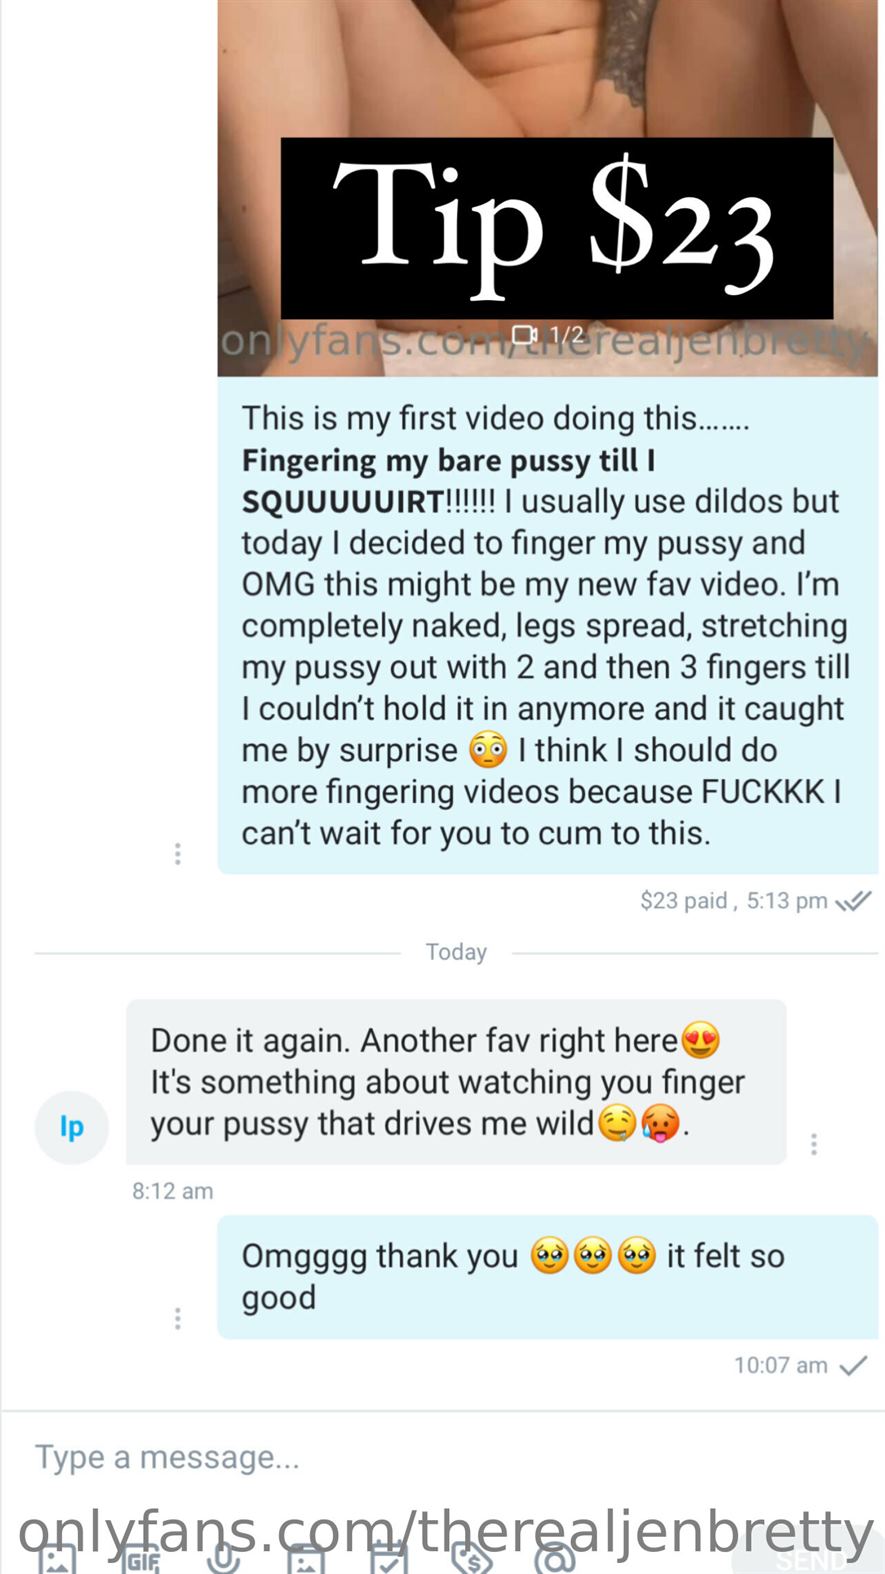 Tip $23
onlyfans.com/therealjenbretty
1/2
This is my first video doing this.......
Fingering my bare pussy till I
SQUUUUUIRT!!!!!! I usually use dildos but
today I decided to finger my pussy and
OMG this might be my new fav video. I'm
completely naked, legs spread, stretching
my pussy out with 2 and then 3 fingers till
I couldn't hold it in anymore and it caught
me by surprise 😳 I think I should do
more fingering videos because FUCKKK I
can't wait for you to cum to this.
$23 paid , 5:13 pm
Today
Done it again. Another fav right here😍
It's something about watching you finger
your pussy that drives me wild🤤🥵.
lp
8:12 am
Omgggg thank you 🥹🥹🥹 it felt so
good
10:07 am
Type a message...
onlyfans.com/therealjenbretty
GIF
SEND